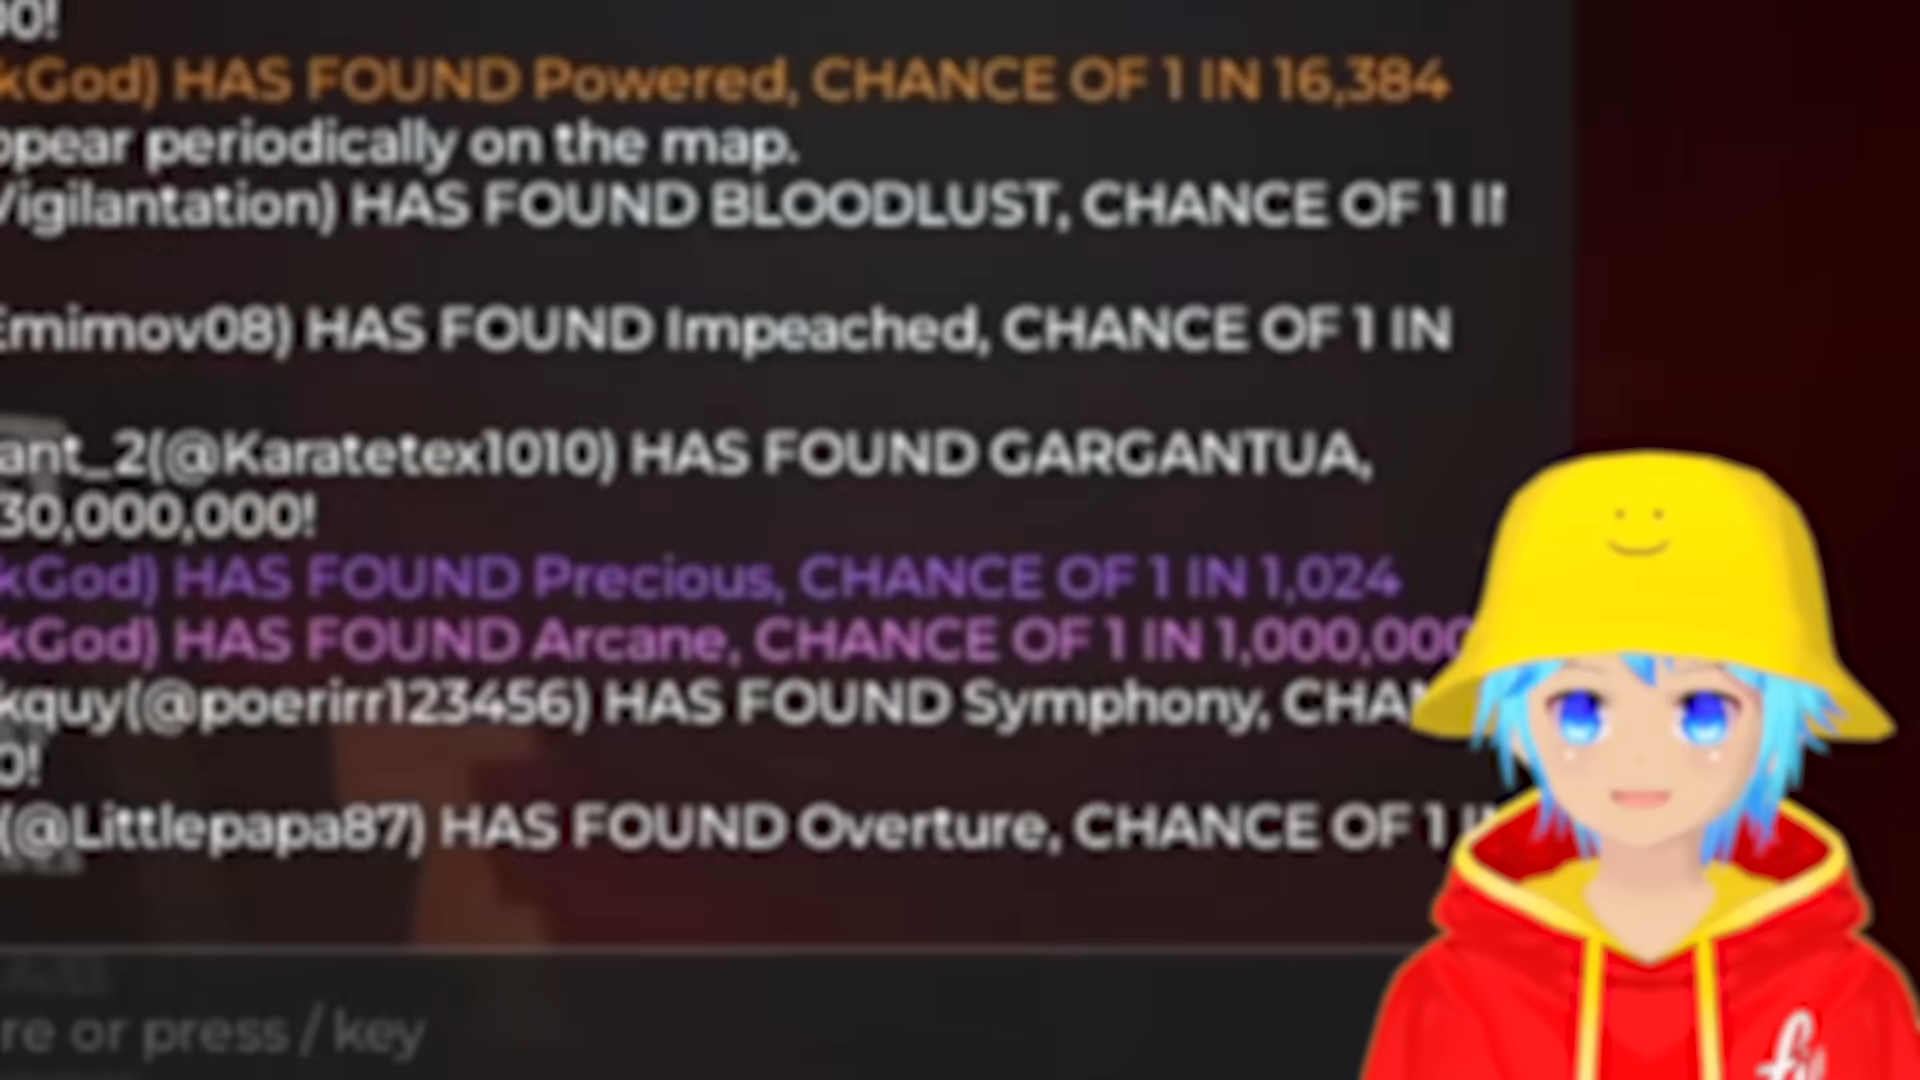 00!
kGod) HAS FOUND Powered, CHANCE OF 1 IN 16,384
ppear periodically on the map.
Vigilantation) HAS FOUND BLOODLUST, CHANCE OF 1 IN
Emimov08) HAS FOUND Impeached, CHANCE OF 1 IN
ant_2(@Karatetex1010) HAS FOUND GARGANTUA,
30,000,000!
kGod) HAS FOUND Precious, CHANCE OF 1 IN 1,024
kGod) HAS FOUND Arcane, CHANCE OF 1 IN 1,000,000
kquy(@poerirr123456) HAS FOUND Symphony, CHAN
0!
(@Littlepapa87) HAS FOUND Overture, CHANCE OF 1 IN
re or press / key